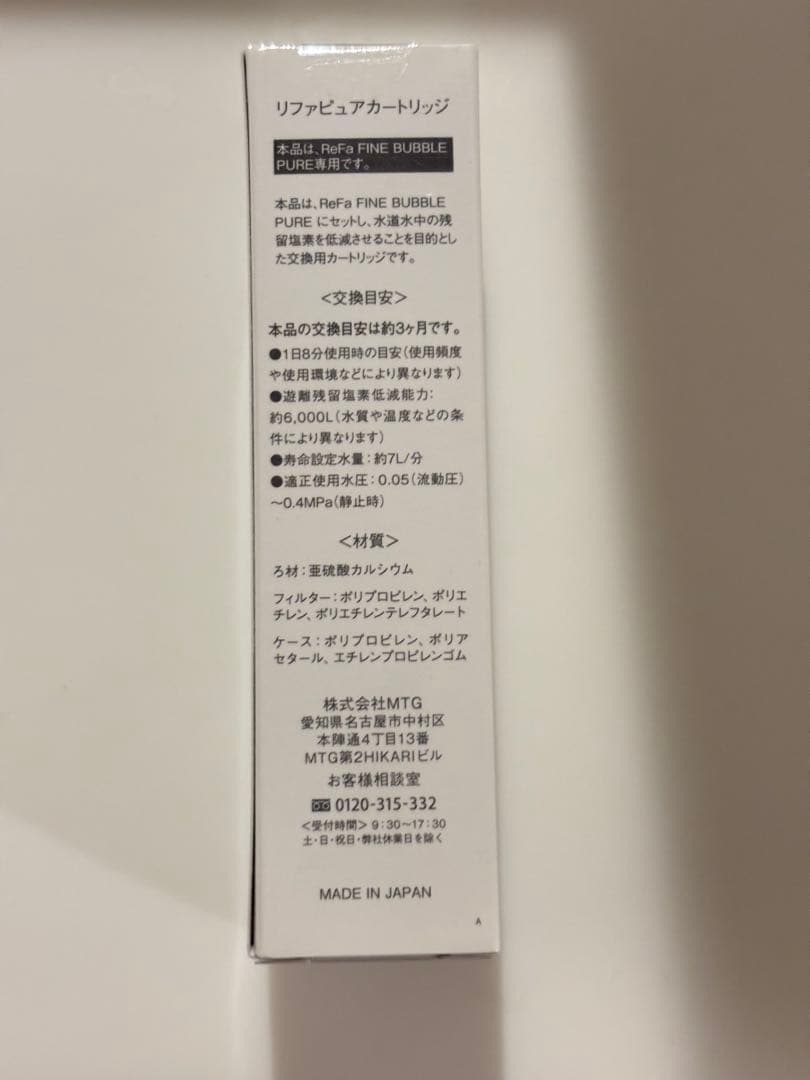 リファピュアカートリッジ
本品は、ReFa FINE BUBBLE
PURE専用です。
本品は、ReFa FINE BUBBLE
PURE にセットし、水道水中の残
留塩素を低減させることを目的とし
た交換用カートリッジです。
＜交換目安＞
本品の交換目安は約3ヶ月です。
●1日8分使用時の目安（使用頻度
や使用環境などにより異なります）
●遊離残留塩素低減能力：
約6,000L（水質や温度などの条
件により異なります）
●寿命設定水量：約7L/分
●適正使用水圧：0.05（流動圧）
～0.4MPa（静止時）
＜材質＞
ろ材：亜硫酸カルシウム
フィルター：ポリプロピレン、ポリエ
チレン、ポリエチレンテレフタレート
ケース：ポリプロピレン、ポリア
セタール、エチレンプロピレンゴム
株式会社MTG
愛知県名古屋市中村区
本陣通4丁目13番
MTG第2HIKARIビル
お客様相談室
0120-315-332
＜受付時間＞9：30～17：30
土・日・祝日・弊社休業日を除く
MADE IN JAPAN
A